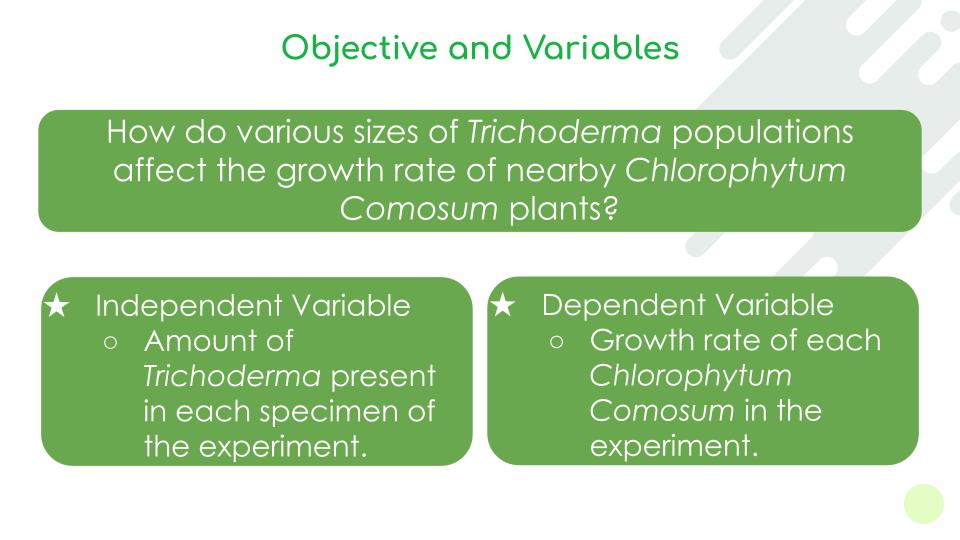 Objective and Variables
How do various sizes of Trichoderma populations
affect the growth rate of nearby Chlorophytum
Comosum plants?
★ Independent Variable
○ Amount of
Trichoderma present
in each specimen of
the experiment.
★ Dependent Variable
○ Growth rate of each
Chlorophytum
Comosum in the
experiment.